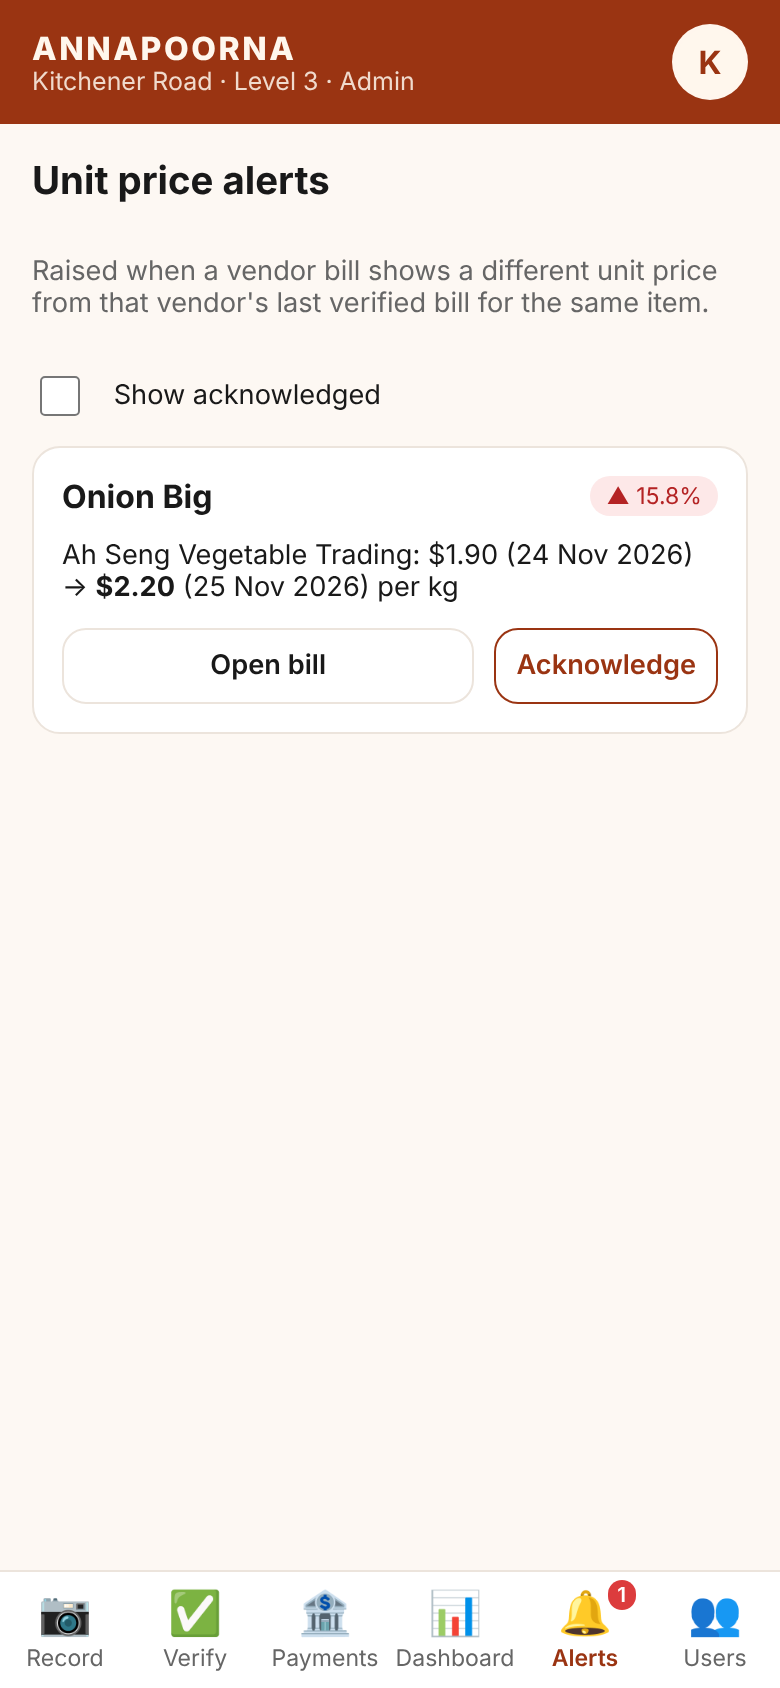 ANNAPOORNA
Kitchener Road · Level 3 · Admin
K
Unit price alerts
Raised when a vendor bill shows a different unit price
from that vendor's last verified bill for the same item.
Show acknowledged
Onion Big
▲ 15.8%
Ah Seng Vegetable Trading: $1.90 (24 Nov 2026)
→ $2.20 (25 Nov 2026) per kg
Open bill
Acknowledge
1
Record
Verify
Payments
Dashboard
Alerts
Users